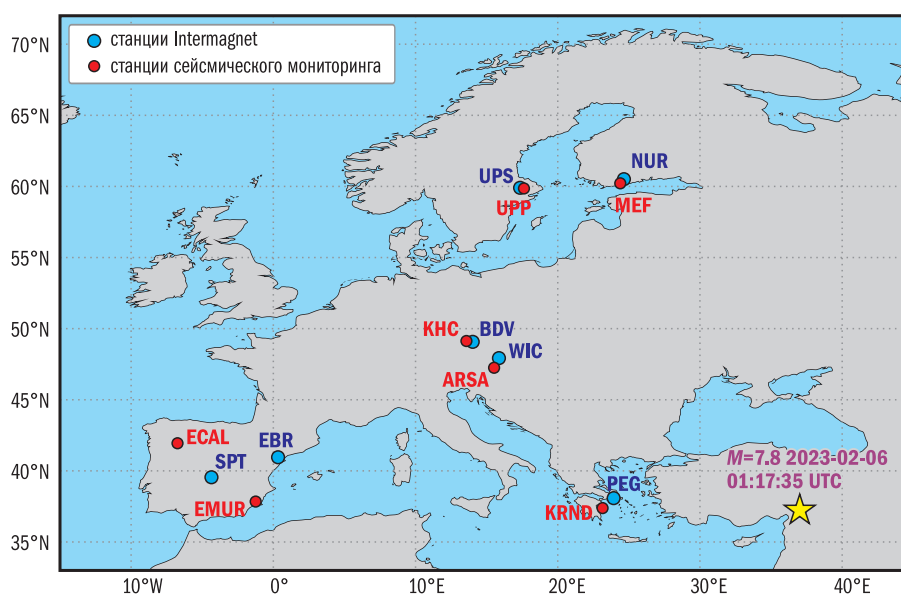 70°N
65°N
60°N
55°N
50°N
45°N
40°N
35°N
станции Intermagnet
станции сейсмического мониторинга
UPS
NUR
UPP
MEF
KHC
BDV
WIC
ARSA
ECAL
EBR
SPT
EMUR
PEG
KRND
M=7.8 2023-02-06
01:17:35 UTC
10°W
0°
10°E
20°E
30°E
40°E